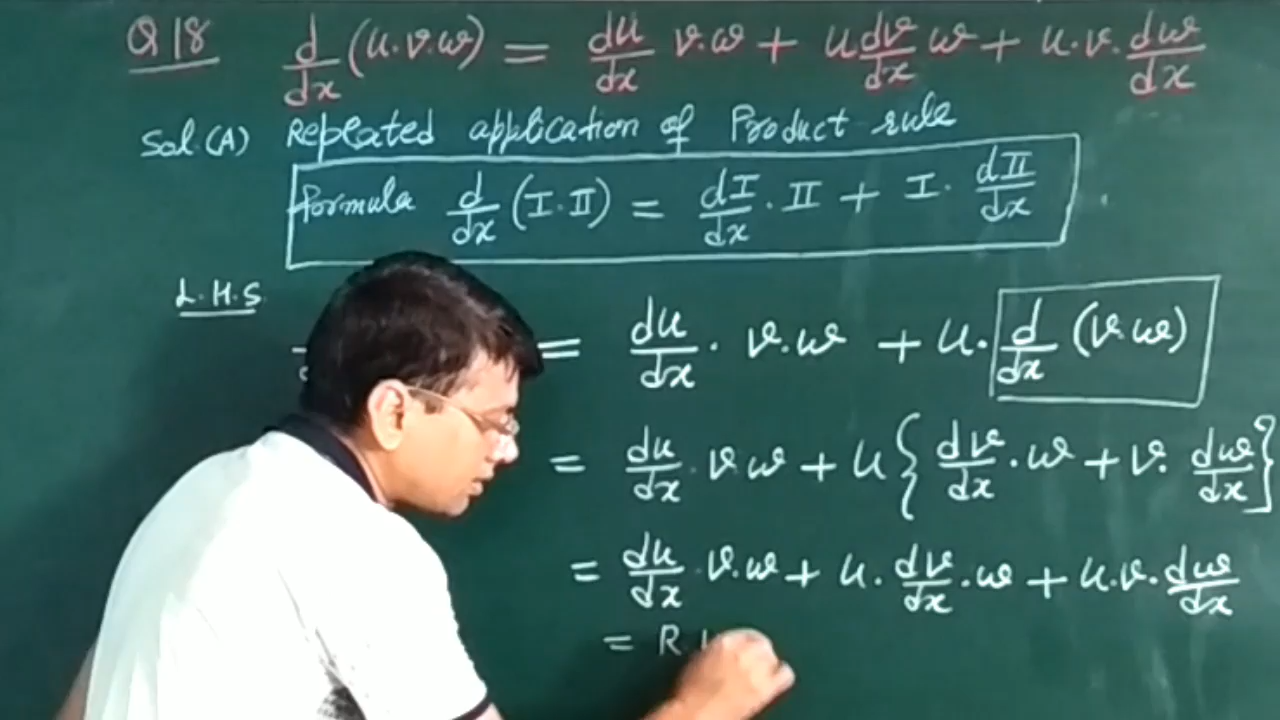 Q 18 d/dx (u.v.w) = du/dx v.w + u dv/dx w + u.v. dw/dx
Sol.(A) Repleated application of Product rule
formula d/dx (I.II) = dI/dx . II + I . dII/dx
L.H.S.
= du/dx . v.w + u. d/dx (v.w)
= du/dx . v.w + u { dv/dx . w + v. dw/dx }
= du/dx . v.w + u. dv/dx . w + u.v. dw/dx
= R.